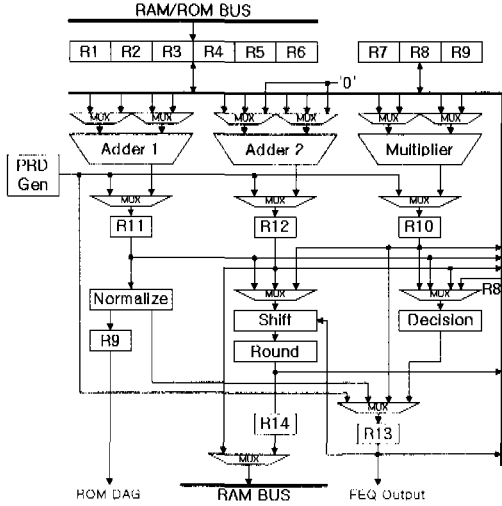 RAM/ROM BUS
R1 R2 R3 R4 R5 R6 R7 R8 R9
'0'
MUX MUX MUX MUX MUX MUX
Adder 1 Adder 2 Multiplier
PRD
Gen
MUX MUX MUX
R11 R12 R10
MUX MUX R8
Normalize Shift Decision
R9 Round
MUX
R14 R13
MUX
ROM DAG RAM BUS FEQ Output